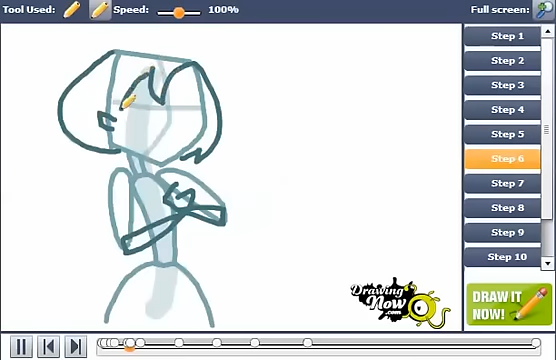 Tool Used: Speed: 100% Full screen:
Step 1
Step 2
Step 3
Step 4
Step 5
Step 6
Step 7
Step 8
Step 9
Step 10
Drawing
Now
.com
DRAW IT
NOW!